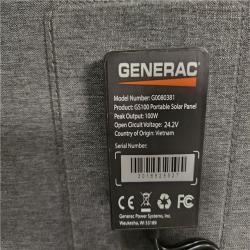 GENERAC
Model Number: G0080381
Product: GS100 Portable Solar Panel
Peak Output: 100W
Open Circuit Voltage: 24.2V
Country of Origin: Vietnam
Serial Number:
Generac Power Systems, Inc.
Waukesha, WI 53189